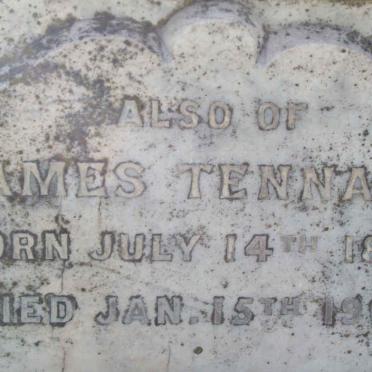 ALSO OF
AMES TENNA
ORN JULY 14TH 18
IED JAN. 15TH 19